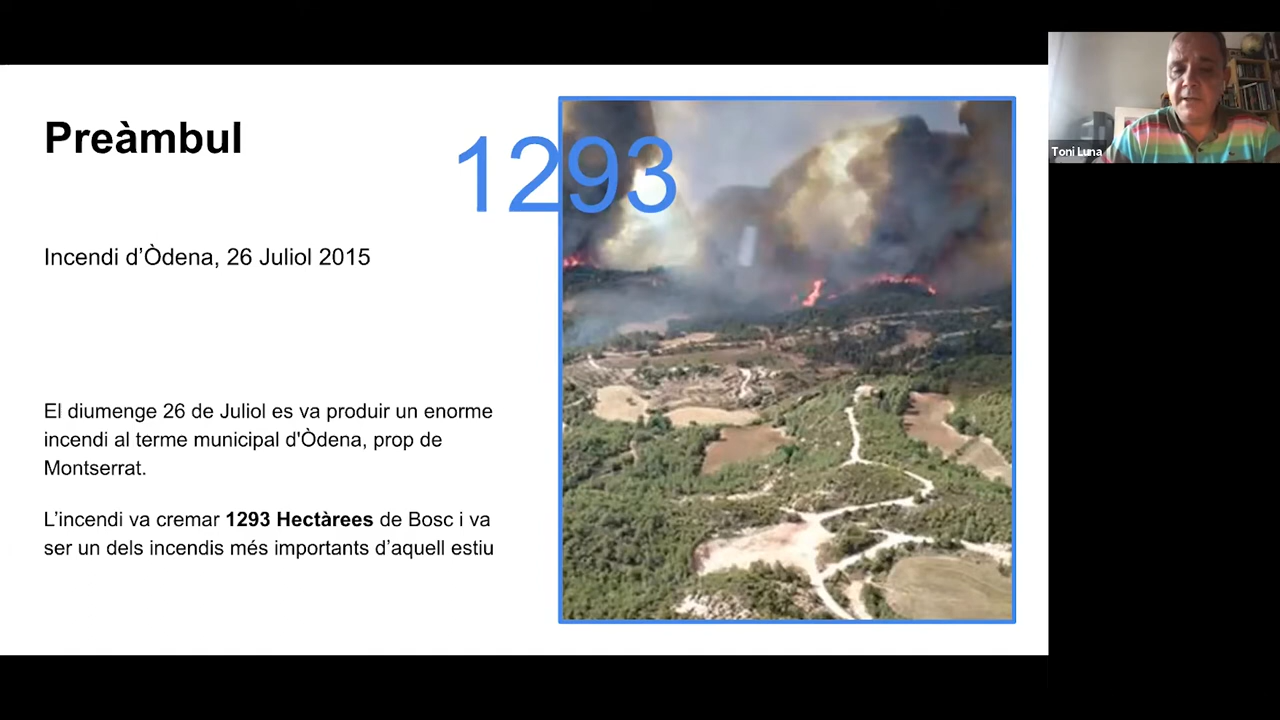 Preàmbul
1293
Incendi d’Òdena, 26 Juliol 2015
El diumenge 26 de Juliol es va produir un enorme
incendi al terme municipal d'Òdena, prop de
Montserrat.
L’incendi va cremar 1293 Hectàrees de Bosc i va
ser un dels incendis més importants d’aquell estiu
Toni Luna